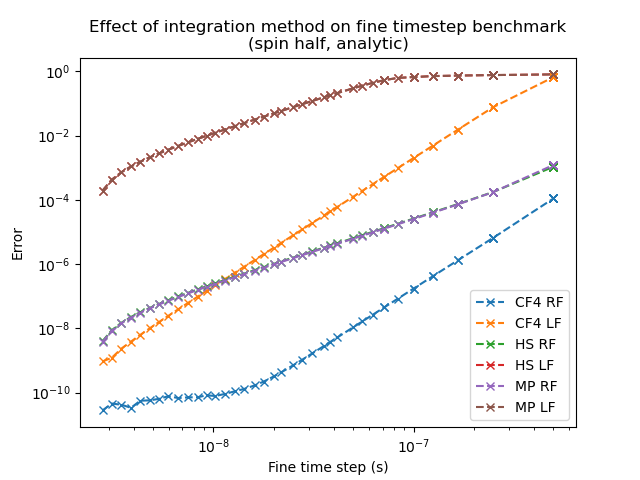 Effect of integration method on fine timestep benchmark
(spin half, analytic)
Error
10⁰
10⁻²
10⁻⁴
10⁻⁶
10⁻⁸
10⁻¹⁰
10⁻⁸
10⁻⁷
Fine time step (s)
CF4 RF
CF4 LF
HS RF
HS LF
MP RF
MP LF